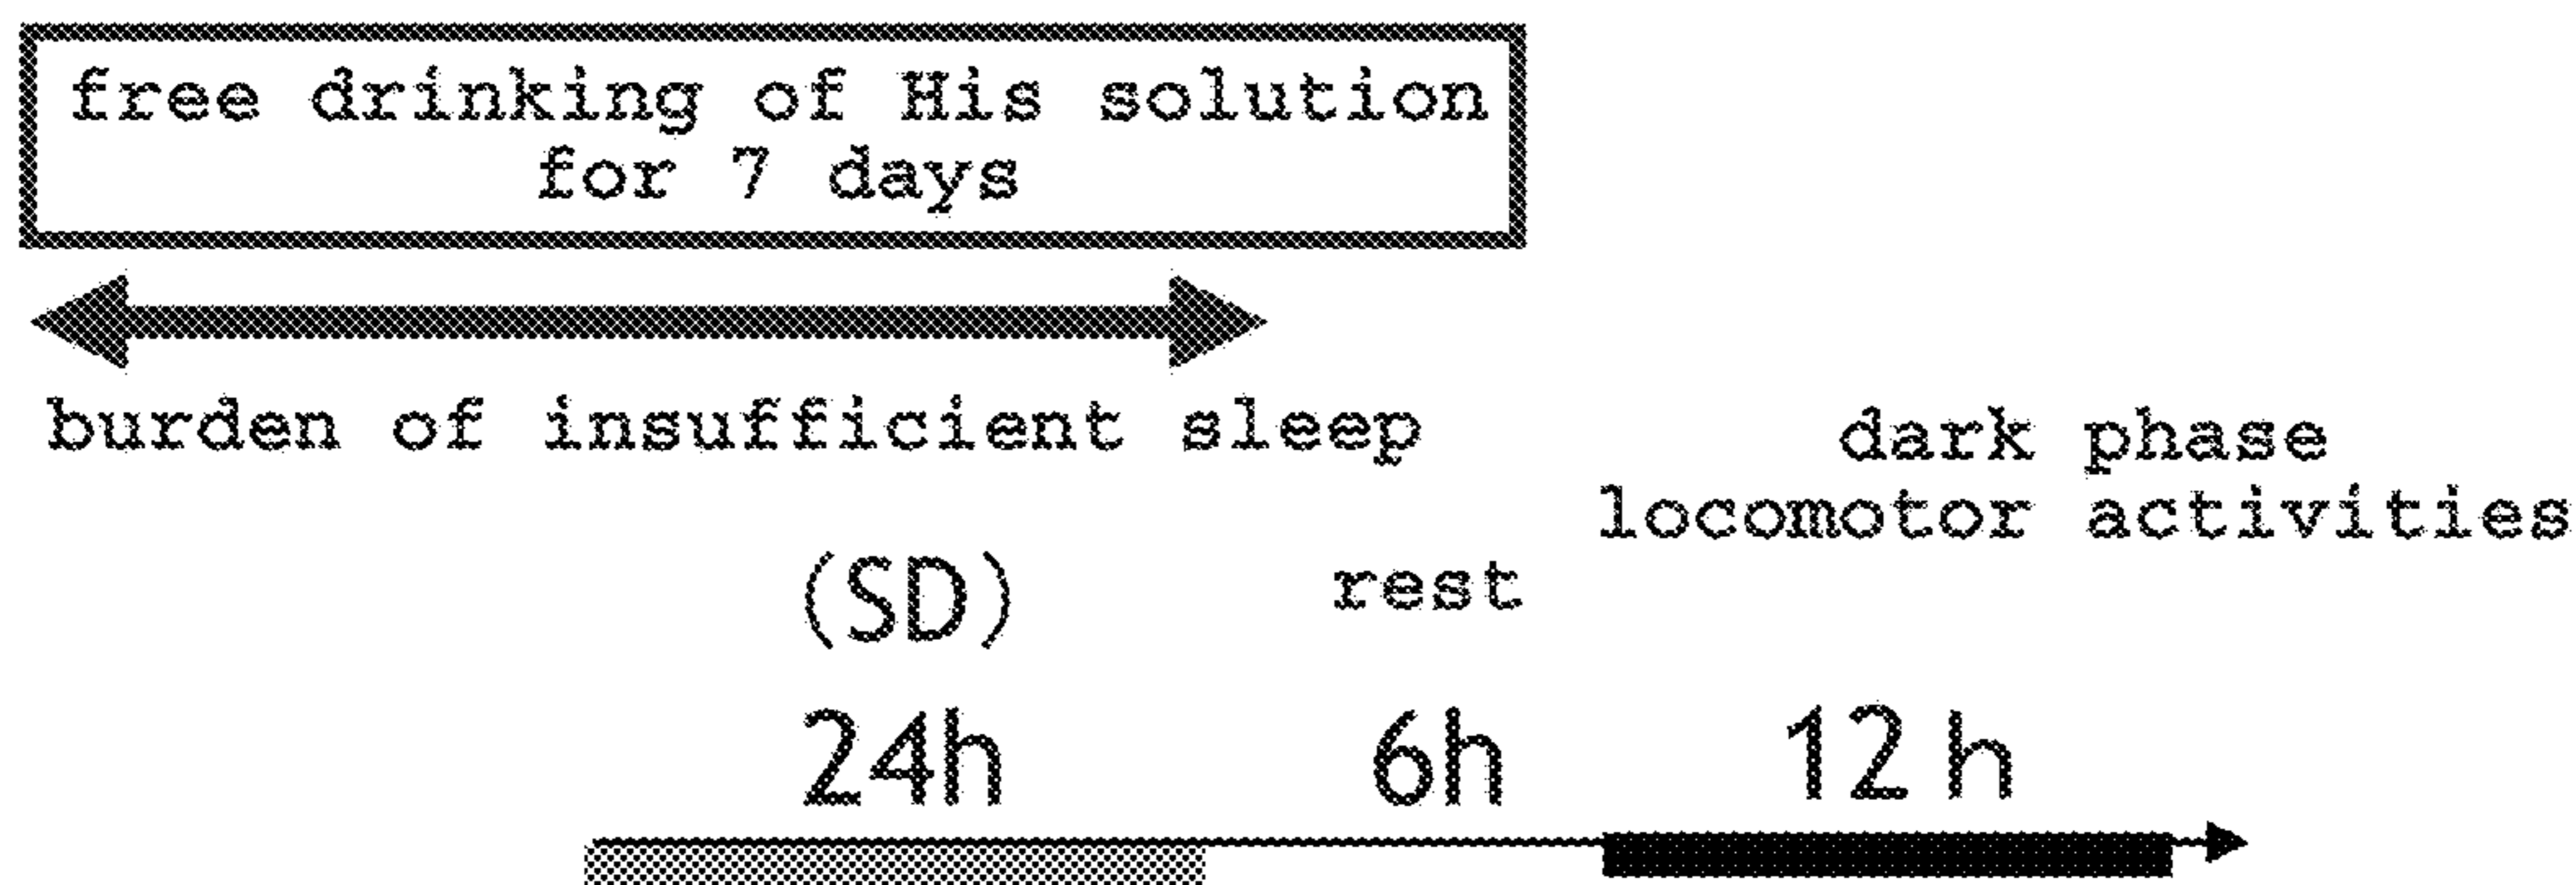 free drinking of His solution
for 7 days
burden of insufficient sleep
dark phase
locomotor activities
(SD)
rest
24h
6h
12 h